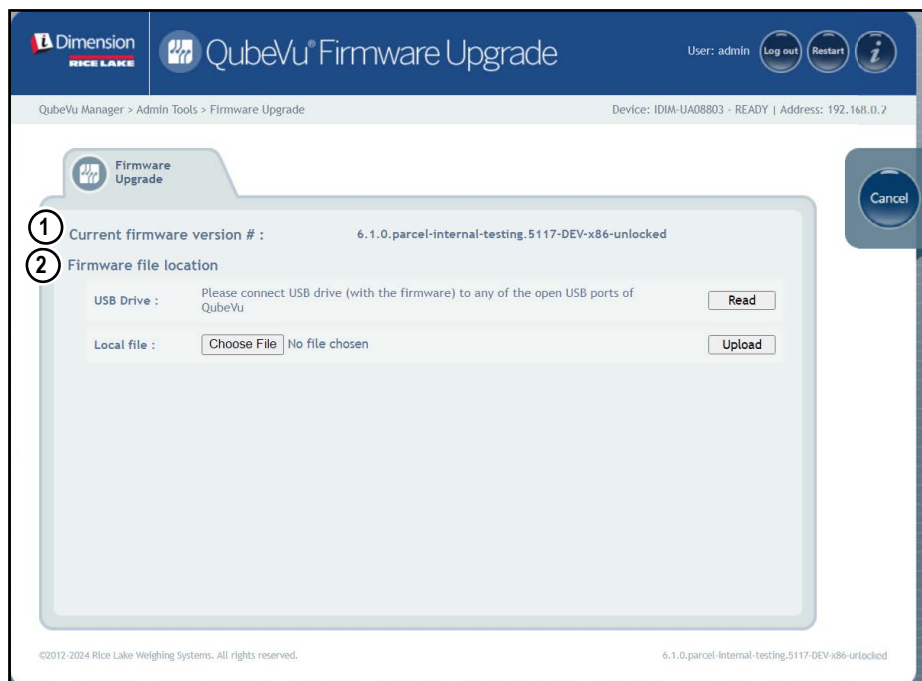 iDimension
RICE LAKE
QubeVu® Firmware Upgrade
User: admin
Log out
Restart
i
QubeVu Manager > Admin Tools > Firmware Upgrade
Device: IDIM-UA08803 - READY | Address: 192.168.0.2
Firmware
Upgrade
Cancel
1
Current firmware version # :
6.1.0.parcel-internal-testing.5117-DEV-x86-unlocked
2
Firmware file location
USB Drive :
Please connect USB drive (with the firmware) to any of the open USB ports of
QubeVu
Read
Local file :
Choose File No file chosen
Upload
©2012-2024 Rice Lake Weighing Systems. All rights reserved.
6.1.0.parcel-internal-testing.5117-DEV-x86-unlocked